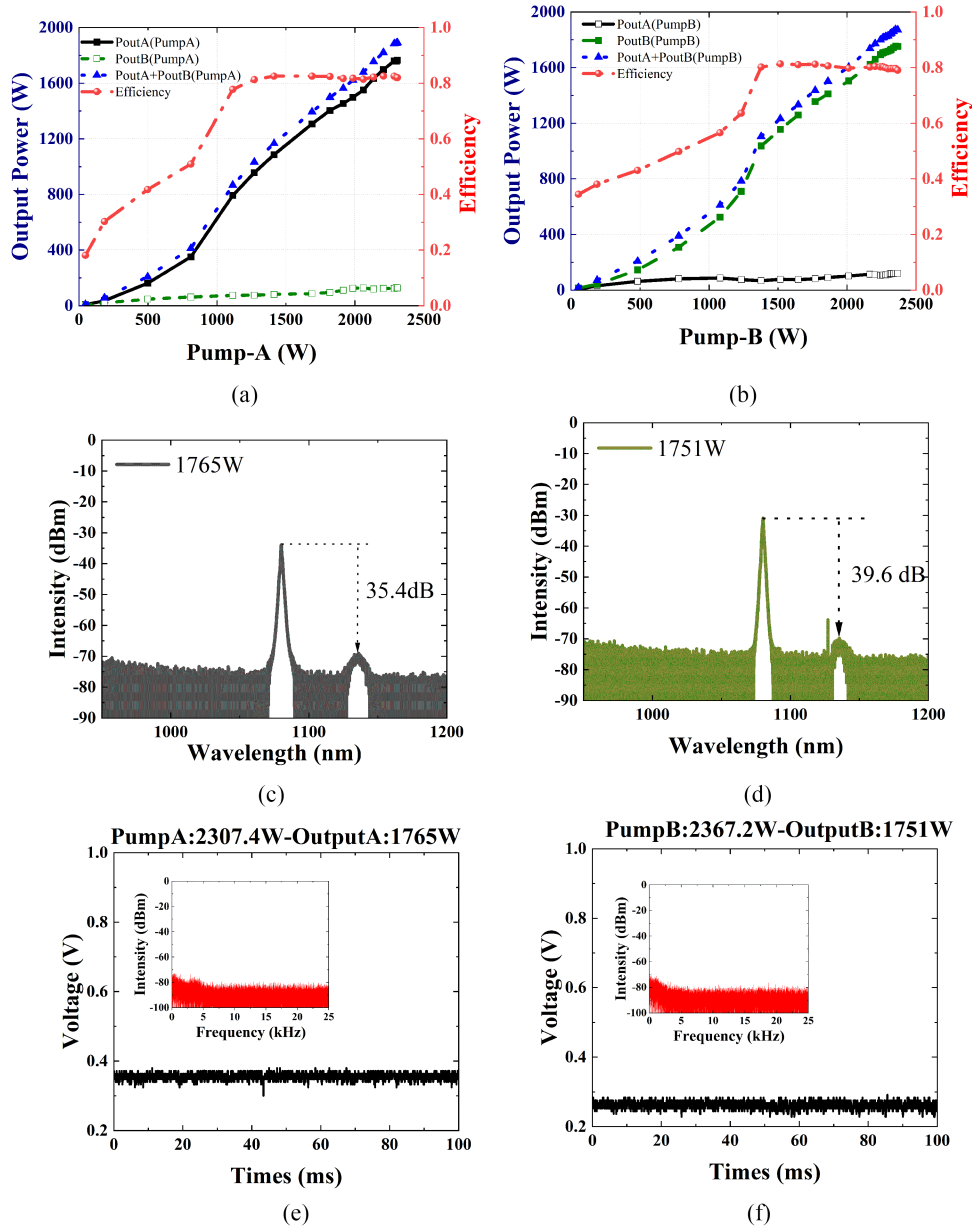 2000
1600
1200
800
400
0
Output Power (W)
PoutA(PumpA)
PoutB(PumpA)
PoutA+PoutB(PumpA)
Efficiency
1.0
0.8
0.6
0.4
0.2
0.0
Efficiency
0 500 1000 1500 2000 2500
Pump-A (W)
(a)
2000
1600
1200
800
400
0
Output Power (W)
PoutA(PumpB)
PoutB(PumpB)
PoutA+PoutB(PumpB)
Efficiency
1.0
0.8
0.6
0.4
0.2
0.0
Efficiency
0 500 1000 1500 2000 2500
Pump-B (W)
(b)
0
-10
-20
-30
-40
-50
-60
-70
-80
-90
Intensity (dBm)
1765W
35.4dB
1000 1100 1200
Wavelength (nm)
(c)
0
-10
-20
-30
-40
-50
-60
-70
-80
-90
Intensity (dBm)
1751W
39.6 dB
1000 1100 1200
Wavelength (nm)
(d)
PumpA:2307.4W-OutputA:1765W
1.0
0.8
0.6
0.4
0.2
Voltage (V)
0
-20
-40
-60
-80
-100
Intensity (dBm)
0 5 10 15 20 25
Frequency (kHz)
0 20 40 60 80 100
Times (ms)
(e)
PumpB:2367.2W-OutputB:1751W
1.0
0.8
0.6
0.4
0.2
Voltage (V)
0
-20
-40
-60
-80
-100
Intensity (dBm)
0 5 10 15 20 25
Frequency (kHz)
0 20 40 60 80 100
Times (ms)
(f)